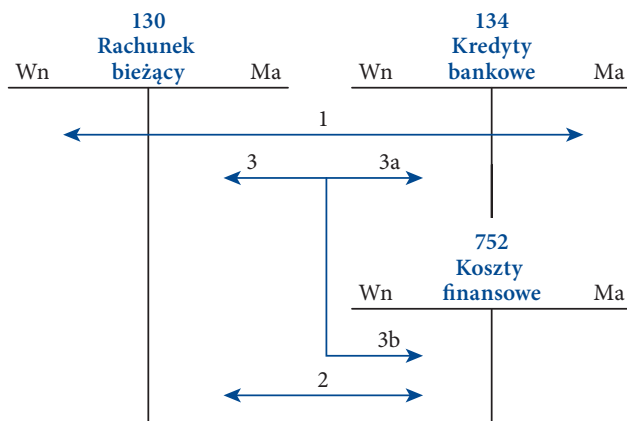 130
Rachunek
bieżący
Wn
Ma
134
Kredyty
bankowe
Wn
Ma
1
3
3a
752
Koszty
finansowe
Wn
Ma
3b
2